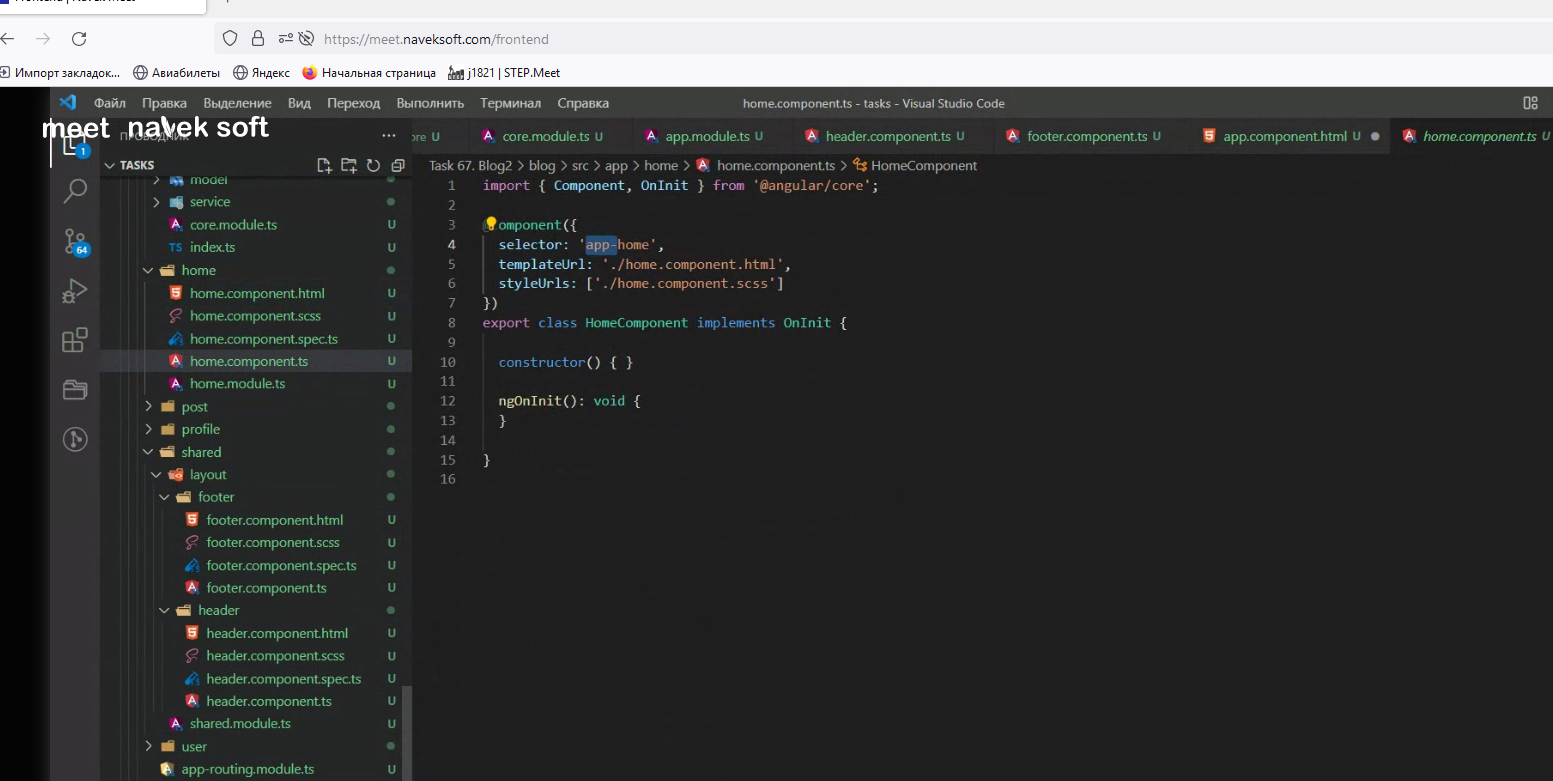 Frontend | Navek Meet
https://meet.naveksoft.com/frontend
Импорт закладок... Авиабилеты Яндекс Начальная страница j1821 | STEP.Meet
Файл Правка Выделение Вид Переход Выполнить Терминал Справка home.component.ts - tasks - Visual Studio Code
meet navek soft
ПРОВОДНИК ...
ore U core.module.ts U app.module.ts U header.component.ts U footer.component.ts U app.component.html U home.component.ts U
1
TASKS
Task 67. Blog2 > blog > src > app > home > home.component.ts > HomeComponent
64
model
service
core.module.ts U
TS index.ts U
home
home.component.html U
home.component.scss U
home.component.spec.ts U
home.component.ts U
home.module.ts U
post
profile
shared
layout
footer
footer.component.html U
footer.component.scss U
footer.component.spec.ts U
footer.component.ts U
header
header.component.html U
header.component.scss U
header.component.spec.ts U
header.component.ts U
shared.module.ts U
user
app-routing.module.ts U
1 import { Component, OnInit } from '@angular/core';
2
3 omponent({
4 selector: 'app-home',
5 templateUrl: './home.component.html',
6 styleUrls: ['./home.component.scss']
7 })
8 export class HomeComponent implements OnInit {
9
10 constructor() { }
11
12 ngOnInit(): void {
13 }
14
15 }
16